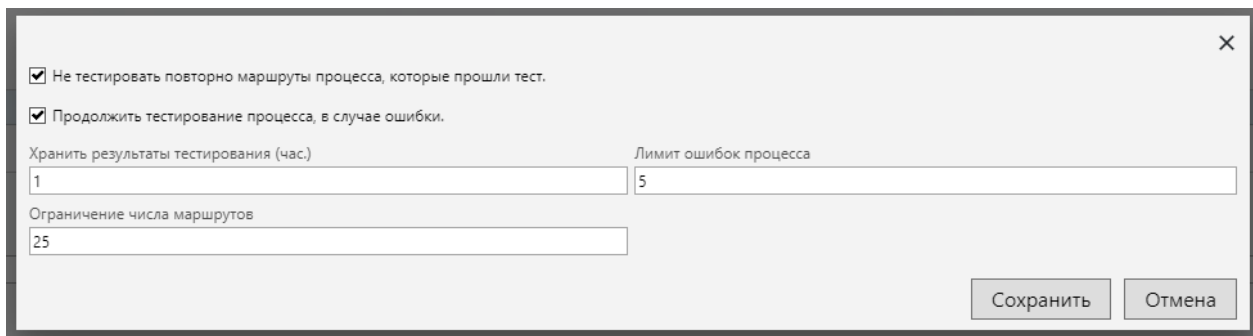 Не тестировать повторно маршруты процесса, которые прошли тест.
Продолжить тестирование процесса, в случае ошибки.
Хранить результаты тестирования (час.)
Лимит ошибок процесса
1
5
Ограничение числа маршрутов
25
Сохранить
Отмена